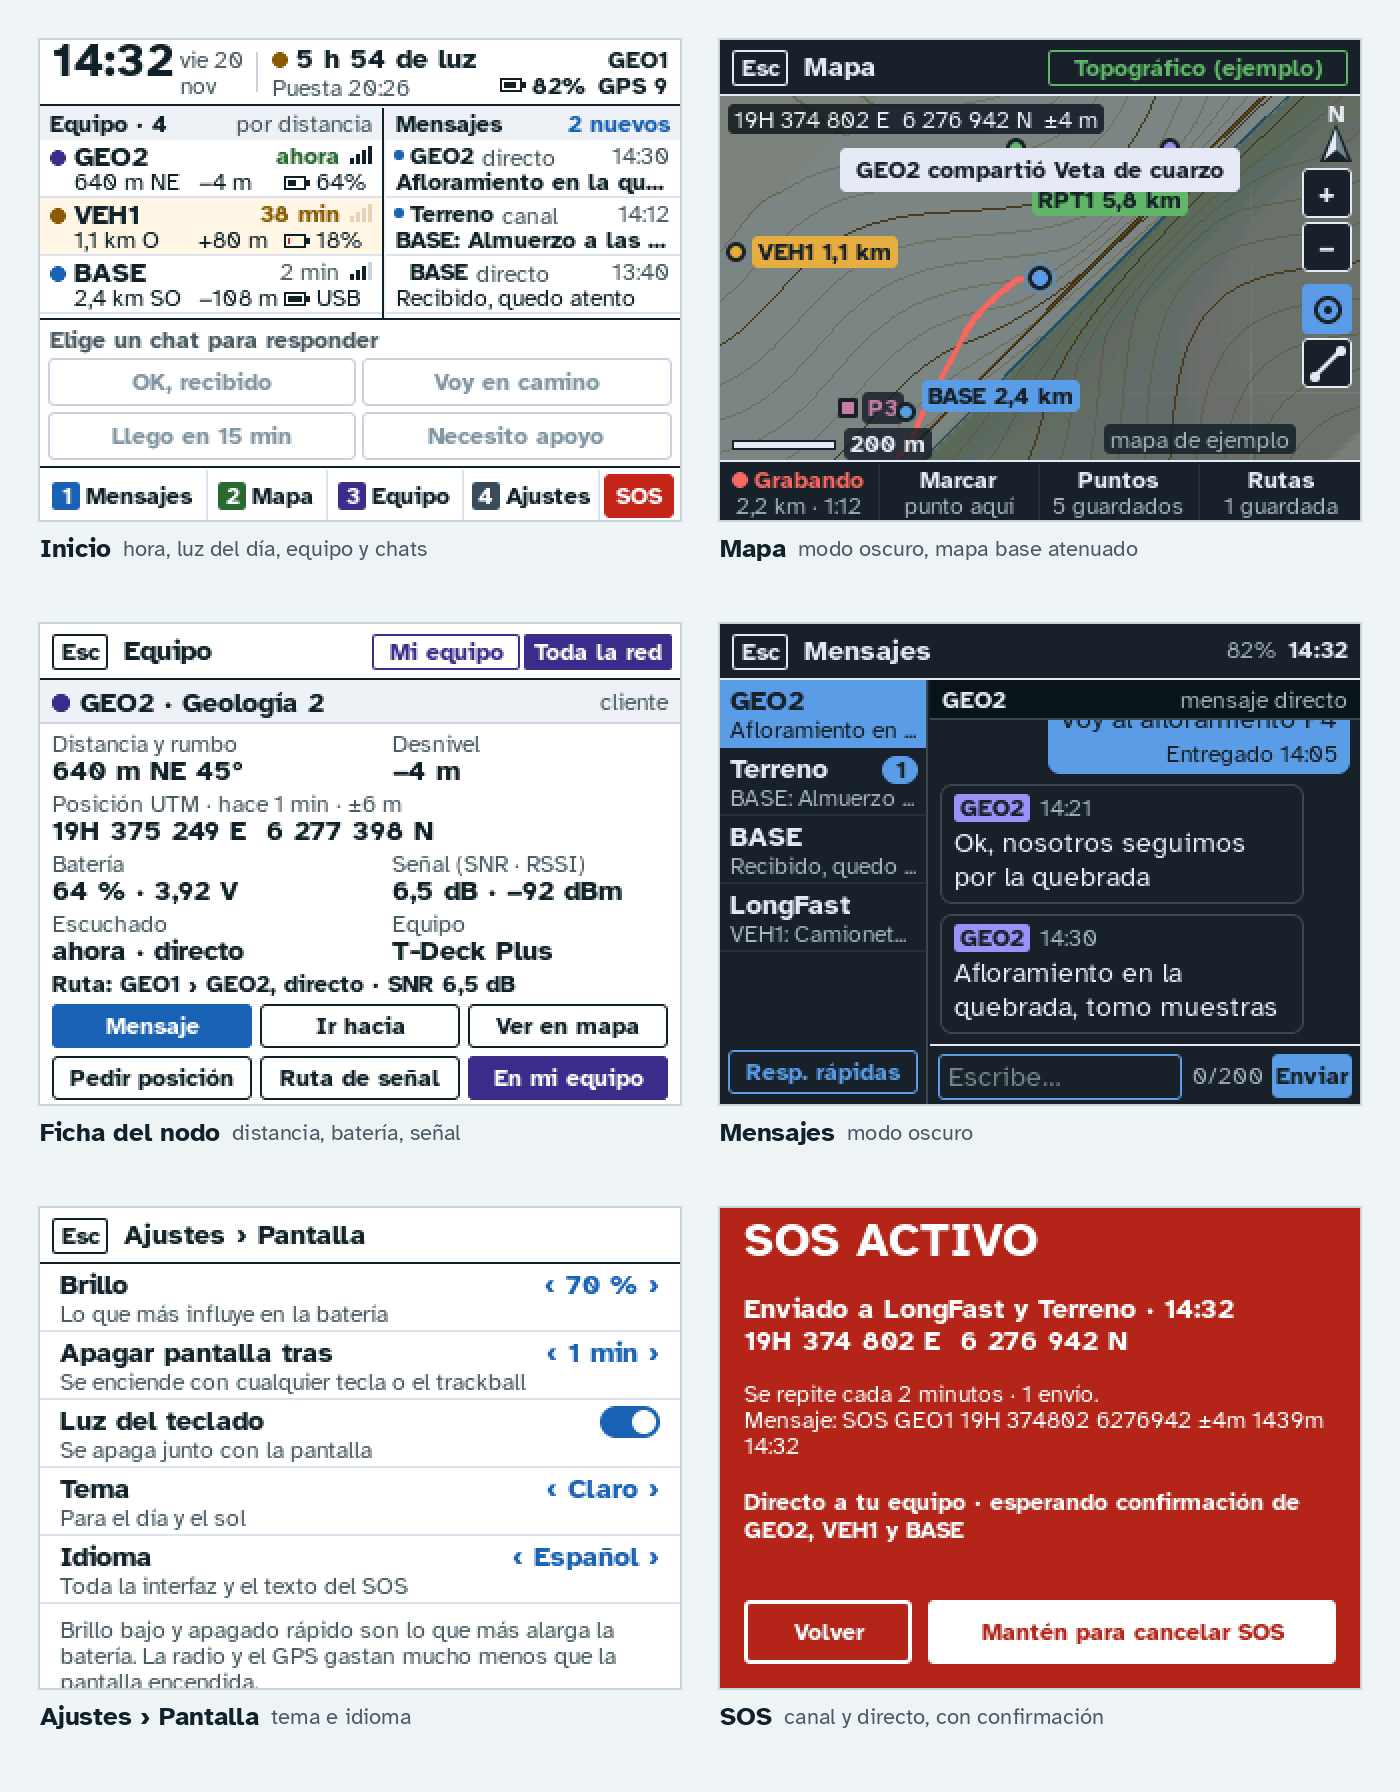 14:32 vie 20 nov
5 h 54 de luz
Puesta 20:26
GEO1
82% GPS 9
Equipo · 4 por distancia
GEO2 ahora
640 m NE −4 m 64%
VEH1 38 min
1,1 km O +80 m 18%
BASE 2 min
2,4 km SO −108 m USB
Mensajes 2 nuevos
GEO2 directo 14:30
Afloramiento en la qu...
Terreno canal 14:12
BASE: Almuerzo a las ...
BASE directo 13:40
Recibido, quedo atento
Elige un chat para responder
OK, recibido Voy en camino
Llego en 15 min Necesito apoyo
1 Mensajes 2 Mapa 3 Equipo 4 Ajustes SOS
Inicio hora, luz del día, equipo y chats
Esc Mapa Topográfico (ejemplo)
19H 374 802 E 6 276 942 N ±4 m
N
GEO2 compartió Veta de cuarzo
RPT1 5,8 km
+
VEH1 1,1 km
−
BASE 2,4 km
P3
200 m
mapa de ejemplo
Grabando Marcar Puntos Rutas
2,2 km · 1:12 punto aquí 5 guardados 1 guardada
Mapa modo oscuro, mapa base atenuado
Esc Equipo Mi equipo Toda la red
GEO2 · Geología 2 cliente
Distancia y rumbo Desnivel
640 m NE 45° −4 m
Posición UTM · hace 1 min · ±6 m
19H 375 249 E 6 277 398 N
Batería Señal (SNR · RSSI)
64 % · 3,92 V 6,5 dB · −92 dBm
Escuchado Equipo
ahora · directo T-Deck Plus
Ruta: GEO1 › GEO2, directo · SNR 6,5 dB
Mensaje Ir hacia Ver en mapa
Pedir posición Ruta de señal En mi equipo
Ficha del nodo distancia, batería, señal
Esc Mensajes 82% 14:32
GEO2
Afloramiento en ...
Terreno 1
BASE: Almuerzo ...
BASE
Recibido, quedo ...
LongFast
VEH1: Camionet...
Resp. rápidas
GEO2 mensaje directo
Voy al afloramiento P4
Entregado 14:05
GEO2 14:21
Ok, nosotros seguimos
por la quebrada
GEO2 14:30
Afloramiento en la
quebrada, tomo muestras
Escribe... 0/200 Enviar
Mensajes modo oscuro
Esc Ajustes › Pantalla
Brillo ‹ 70 % ›
Lo que más influye en la batería
Apagar pantalla tras ‹ 1 min ›
Se enciende con cualquier tecla o el trackball
Luz del teclado
Se apaga junto con la pantalla
Tema ‹ Claro ›
Para el día y el sol
Idioma ‹ Español ›
Toda la interfaz y el texto del SOS
Brillo bajo y apagado rápido son lo que más alarga la
batería. La radio y el GPS gastan mucho menos que la
pantalla encendida.
Ajustes › Pantalla tema e idioma
SOS ACTIVO
Enviado a LongFast y Terreno · 14:32
19H 374 802 E 6 276 942 N
Se repite cada 2 minutos · 1 envío.
Mensaje: SOS GEO1 19H 374802 6276942 ±4m 1439m
14:32
Directo a tu equipo · esperando confirmación de
GEO2, VEH1 y BASE
Volver Mantén para cancelar SOS
SOS canal y directo, con confirmación